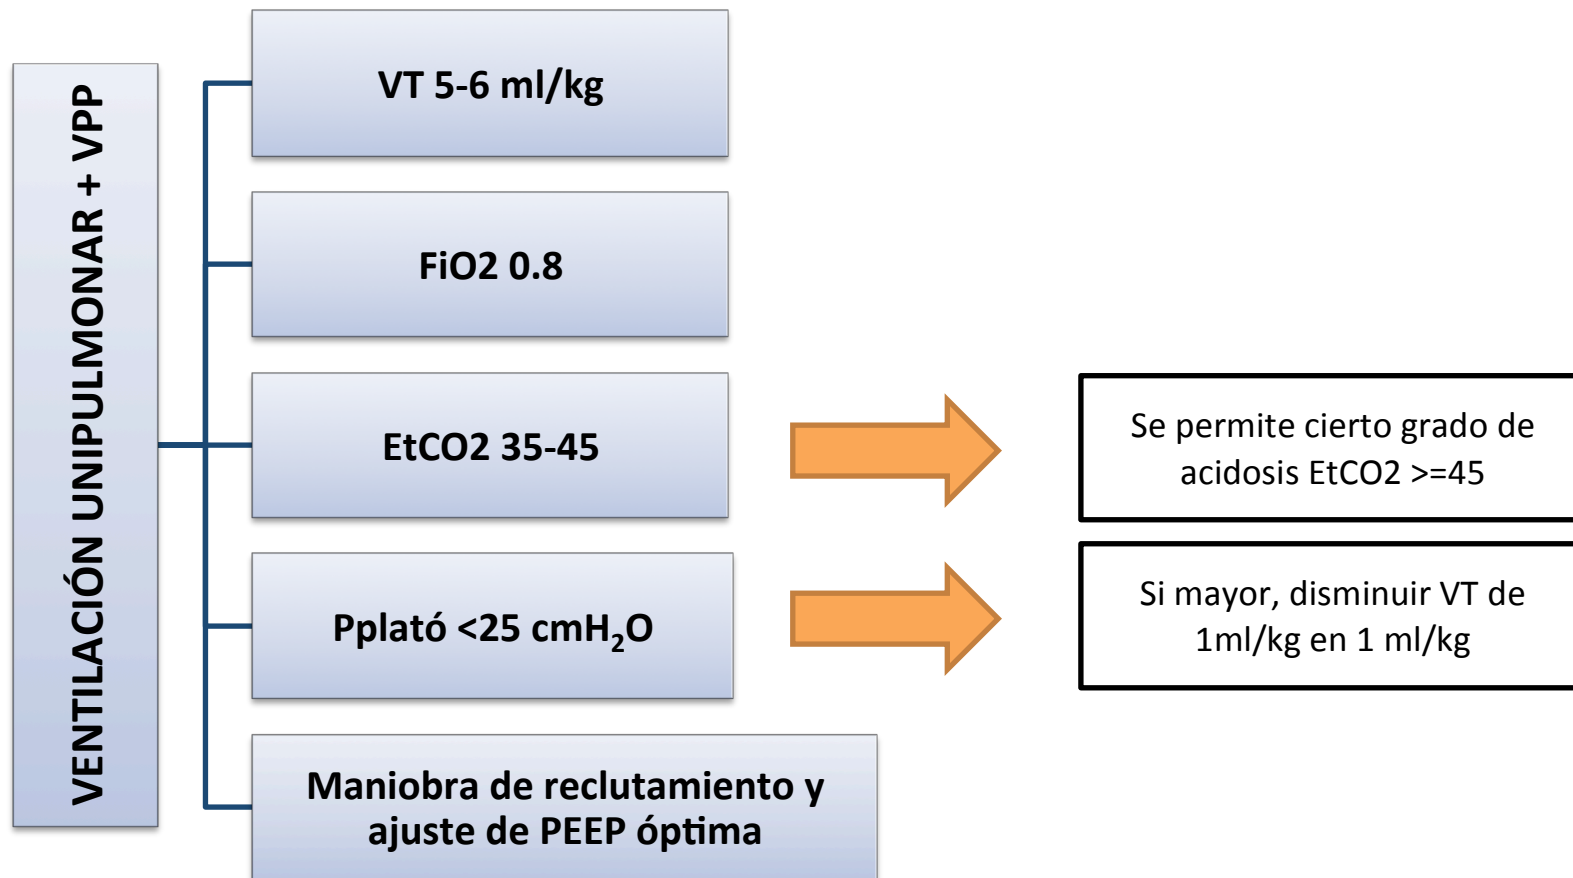 VENTILACIÓN UNIPULMONAR + VPP
VT 5-6 ml/kg
FiO2 0.8
EtCO2 35-45
Se permite cierto grado de
acidosis EtCO2 >=45
Pplató <25 cmH₂O
Si mayor, disminuir VT de
1ml/kg en 1 ml/kg
Maniobra de reclutamiento y
ajuste de PEEP óptima